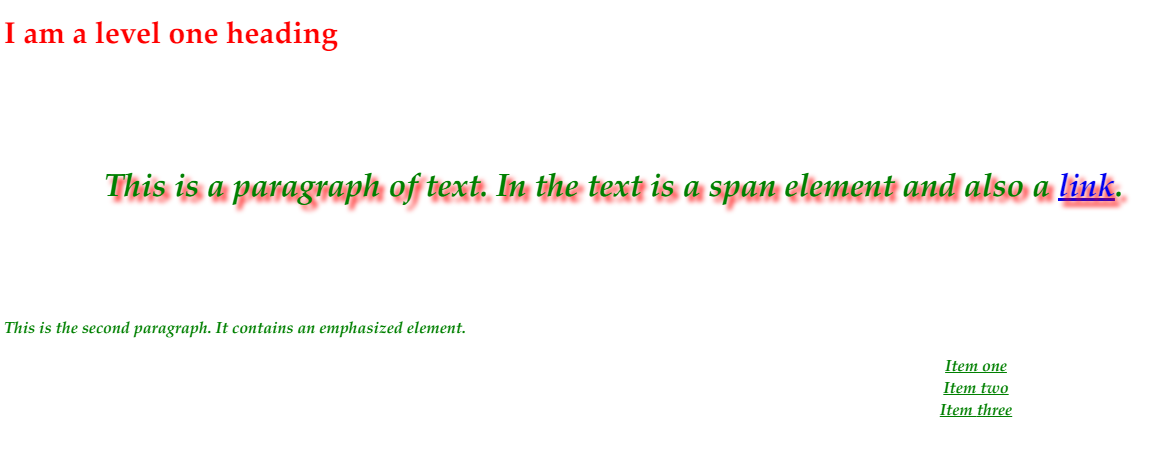 I am a level one heading
This is a paragraph of text. In the text is a span element and also a link.
This is the second paragraph. It contains an emphasized element.
Item one
Item two
Item three